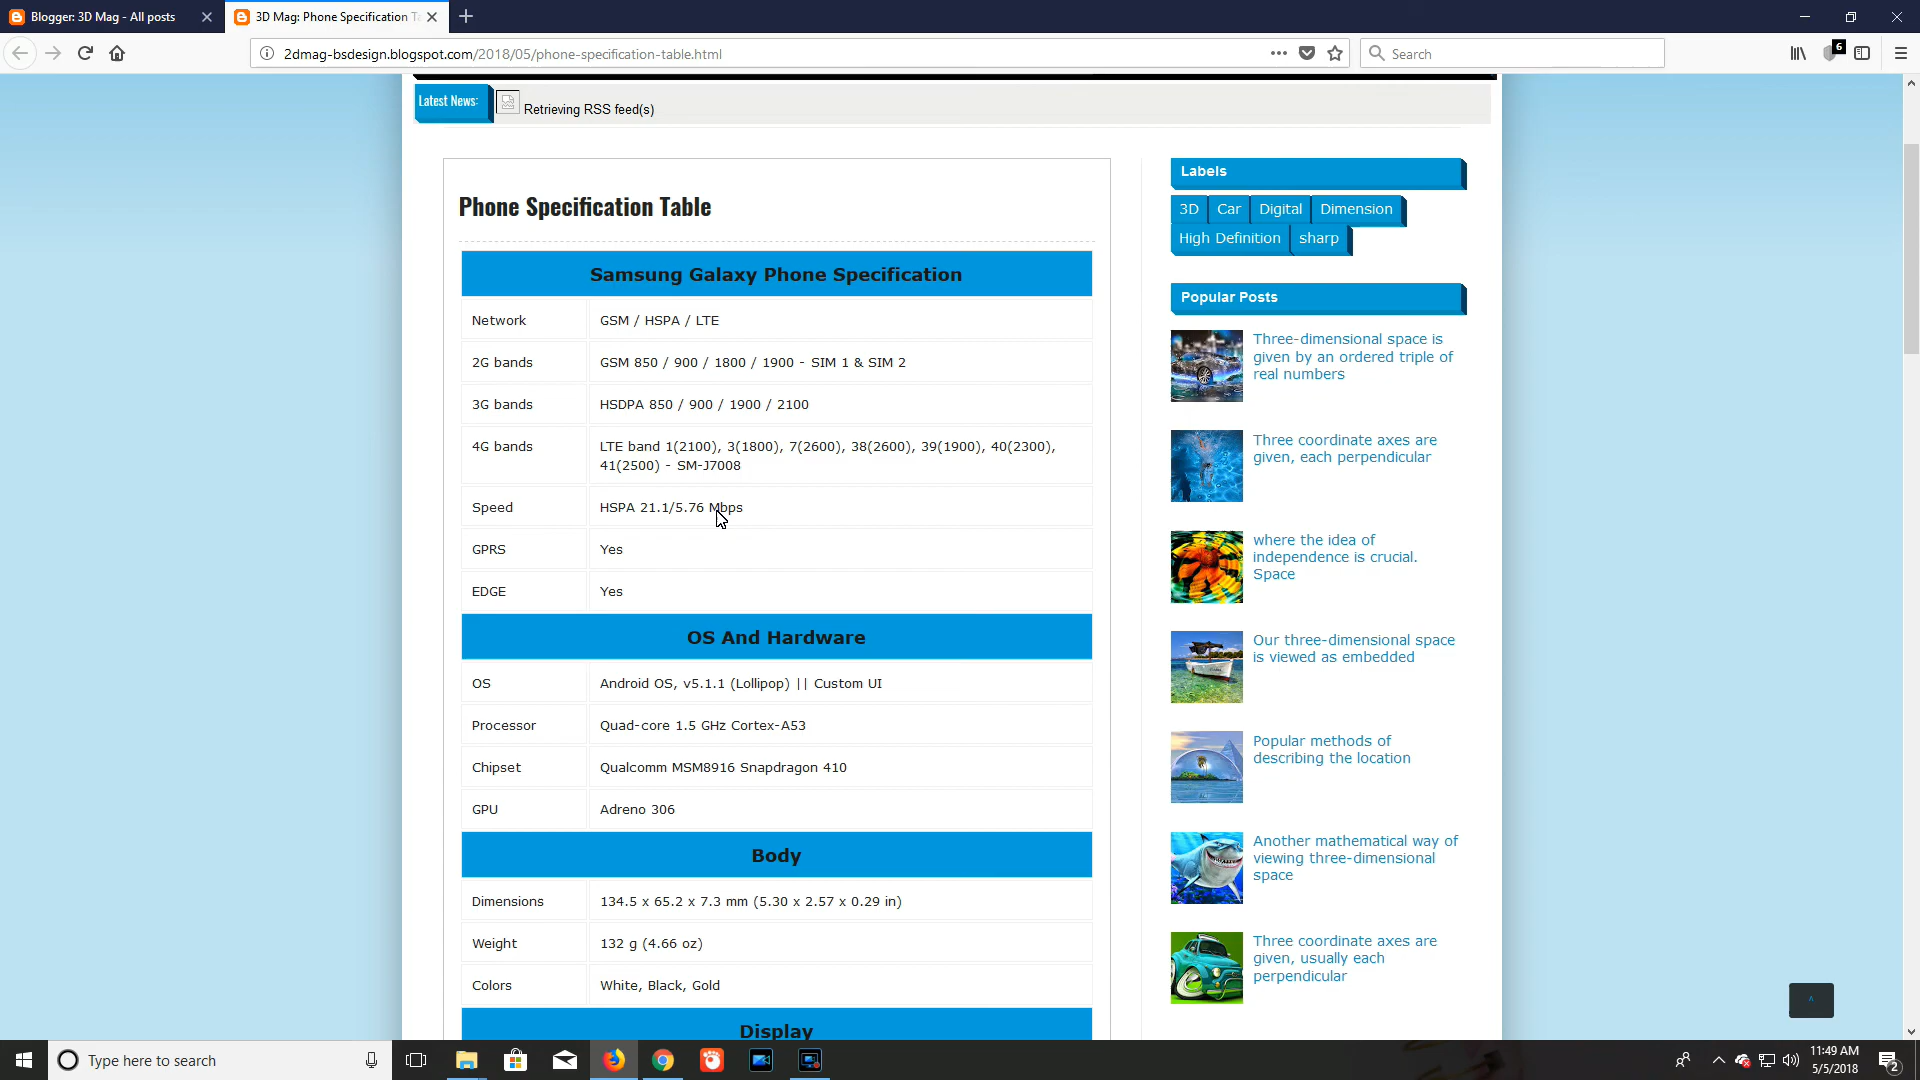 Blogger: 3D Mag - All posts
3D Mag: Phone Specification T
2dmag-bsdesign.blogspot.com/2018/05/phone-specification-table.html
Search
6
Latest News:
Retrieving RSS feed(s)
Phone Specification Table
Samsung Galaxy Phone Specification
Network GSM / HSPA / LTE
2G bands GSM 850 / 900 / 1800 / 1900 - SIM 1 & SIM 2
3G bands HSDPA 850 / 900 / 1900 / 2100
4G bands LTE band 1(2100), 3(1800), 7(2600), 38(2600), 39(1900), 40(2300),
41(2500) - SM-J7008
Speed HSPA 21.1/5.76 Mbps
GPRS Yes
EDGE Yes
OS And Hardware
OS Android OS, v5.1.1 (Lollipop) || Custom UI
Processor Quad-core 1.5 GHz Cortex-A53
Chipset Qualcomm MSM8916 Snapdragon 410
GPU Adreno 306
Body
Dimensions 134.5 x 65.2 x 7.3 mm (5.30 x 2.57 x 0.29 in)
Weight 132 g (4.66 oz)
Colors White, Black, Gold
Display
Labels
3D Car Digital Dimension
High Definition sharp
Popular Posts
Three-dimensional space is
given by an ordered triple of
real numbers
Three coordinate axes are
given, each perpendicular
where the idea of
independence is crucial.
Space
Our three-dimensional space
is viewed as embedded
Popular methods of
describing the location
Another mathematical way of
viewing three-dimensional
space
Three coordinate axes are
given, usually each
perpendicular
Type here to search
11:49 AM
5/5/2018
2